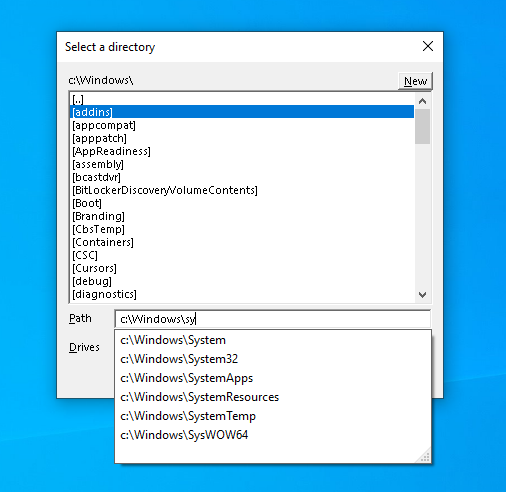 Select a directory
c:\Windows\
New
[..]
[addins]
[appcompat]
[apppatch]
[AppReadiness]
[assembly]
[bcastdvr]
[BitLockerDiscoveryVolumeContents]
[Boot]
[Branding]
[CbsTemp]
[Containers]
[CSC]
[Cursors]
[debug]
[diagnostics]
Path c:\Windows\sy
Drives
c:\Windows\System
c:\Windows\System32
c:\Windows\SystemApps
c:\Windows\SystemResources
c:\Windows\SystemTemp
c:\Windows\SysWOW64